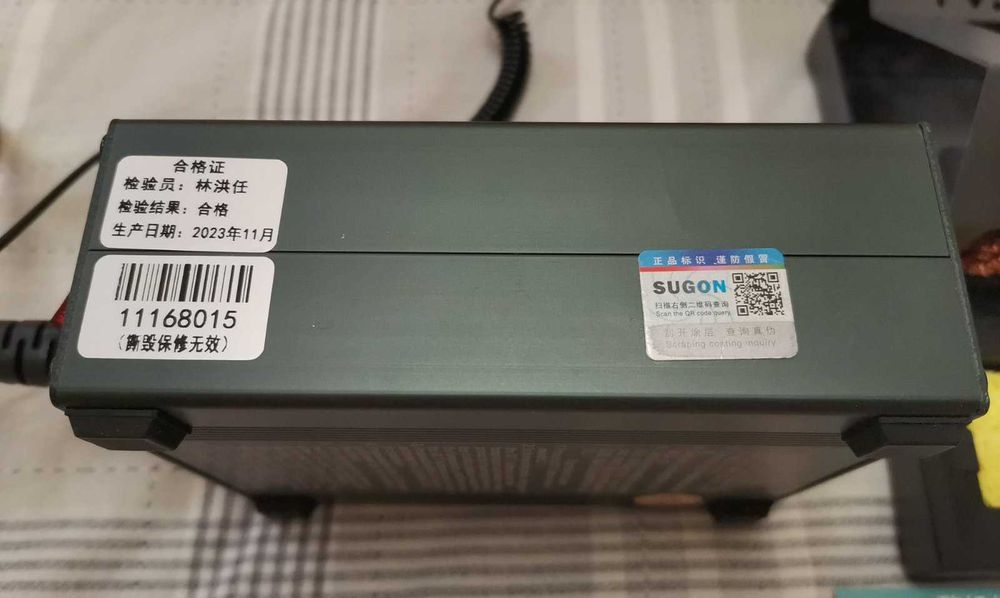 合格证
检验员：林洪任
检验结果：合格
生产日期：2023年11月
11168015
（撕毁保修无效）
正品标识 谨防假冒
SUGON
扫描右侧二维码查询
Scan the QR code query
刮开涂层 查询真伪
Scraping coating inquiry